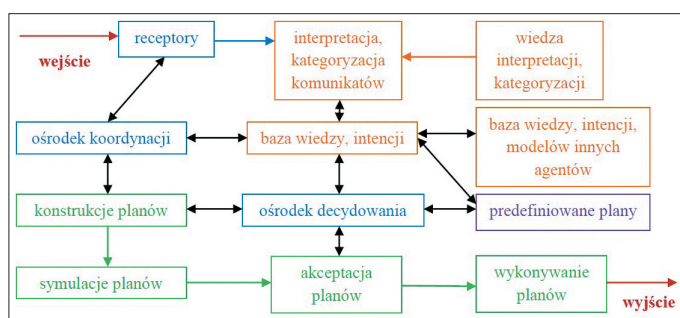 receptory
wejście
interpretacja,
kategoryzacja
komunikatów
wiedza
interpretacji,
kategoryzacji
ośrodek koordynacji
baza wiedzy, intencji
baza wiedzy, intencji,
modelów innych
agentów
konstrukcje planów
ośrodek decydowania
predefiniowane plany
symulacje planów
akceptacja
planów
wykonywanie
planów
wyjście